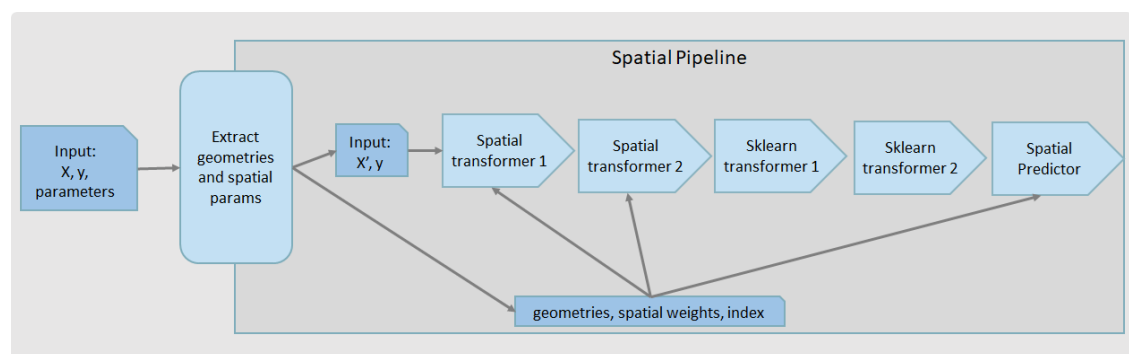 Spatial Pipeline
Input:
X, y,
parameters
Extract
geometries
and spatial
params
Input:
X’, y
Spatial
transformer 1
Spatial
transformer 2
Sklearn
transformer 1
Sklearn
transformer 2
Spatial
Predictor
geometries, spatial weights, index